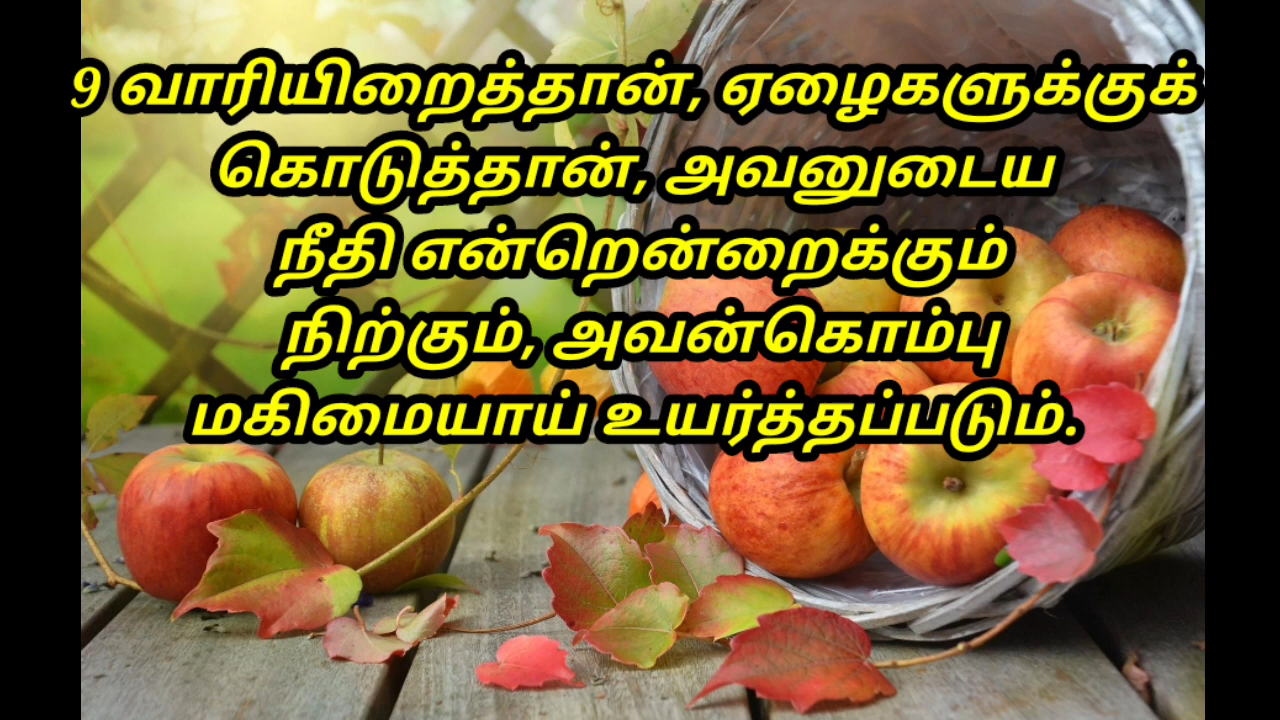 9 வாரியிறைத்தான், ஏழைகளுக்குக்
கொடுத்தான், அவனுடைய
நீதி என்றென்றைக்கும்
நிற்கும், அவன்கொம்பு
மகிமையாய் உயர்த்தப்படும்.